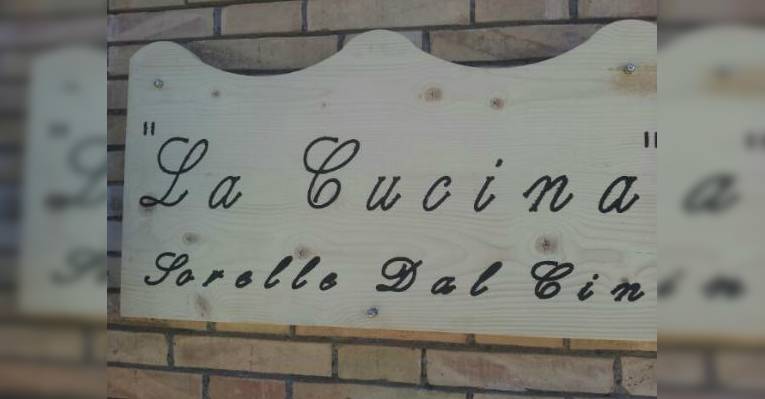 "La Cucina"
Sorelle Dal Cin